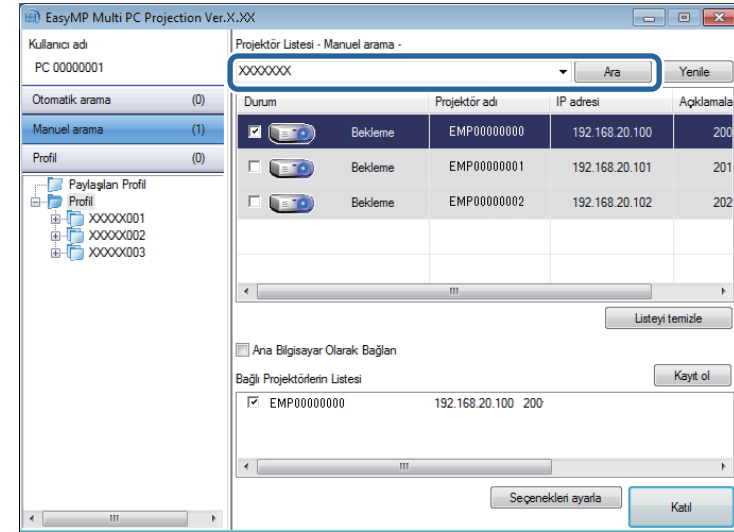 EasyMP Multi PC Projection Ver.X.XX
Kullanıcı adı
PC 00000001
Otomatik arama (0)
Manuel arama (1)
Profil (0)
Paylaşılan Profil
Profil
XXXXX001
XXXXX002
XXXXX003
Projektör Listesi - Manuel arama -
XXXXXXX Ara Yenile
Durum Projektör adı IP adresi Açıklamala
Bekleme EMP00000000 192.168.20.100 200
Bekleme EMP00000001 192.168.20.101 201
Bekleme EMP00000002 192.168.20.102 202
Listeyi temizle
Ana Bilgisayar Olarak Bağlan
Bağlı Projektörlerin Listesi Kayıt ol
EMP00000000 192.168.20.100 200
Seçenekleri ayarla Katıl